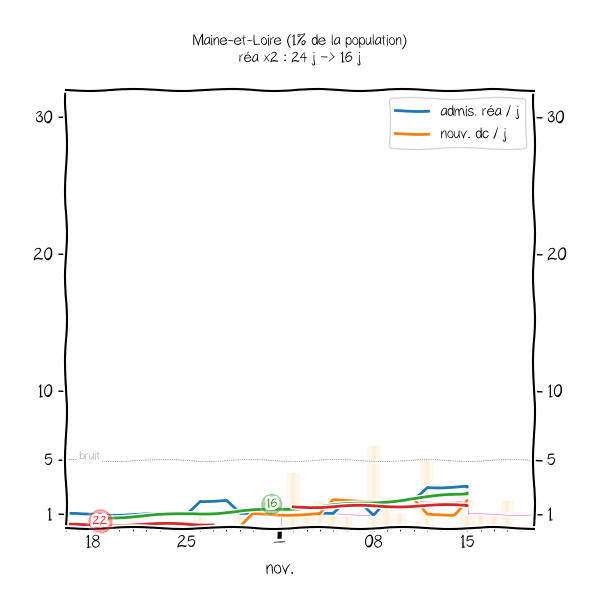 Maine-et-Loire (1% de la population)
réa x2 : 24 j -> 16 j
admis. réa / j
nouv. dc / j
30
30
20
20
10
10
5
bruit
5
1
22
16
1
18
25
1
08
15
nov.